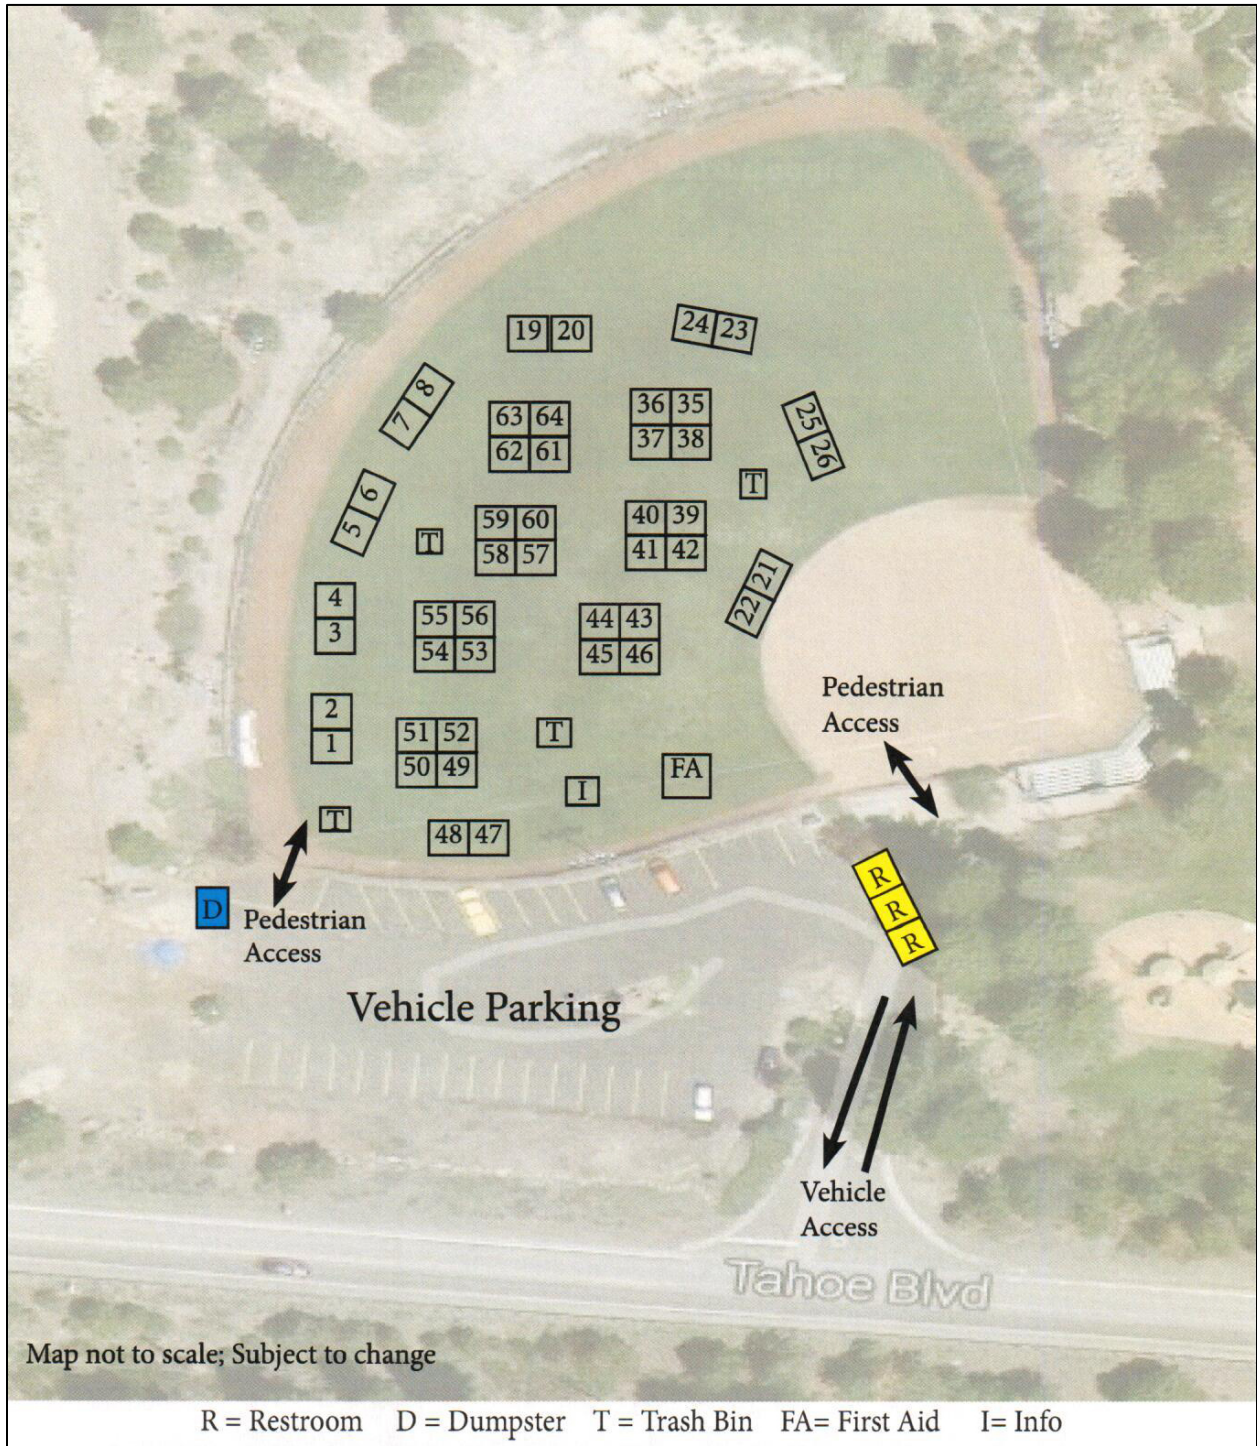 19 20
24 23
7 8
63 64
62 61
36 35
37 38
25 26
T
5 6
59 60
58 57
T
40 39
41 42
22 21
4
3
55 56
54 53
44 43
45 46
Pedestrian
Access
2
1
51 52
50 49
T
I
FA
T
48 47
D
Pedestrian
Access
R
R
R
Vehicle Parking
Vehicle
Access
Tahoe Blvd
Map not to scale; Subject to change
R = Restroom D = Dumpster T = Trash Bin FA= First Aid I= Info